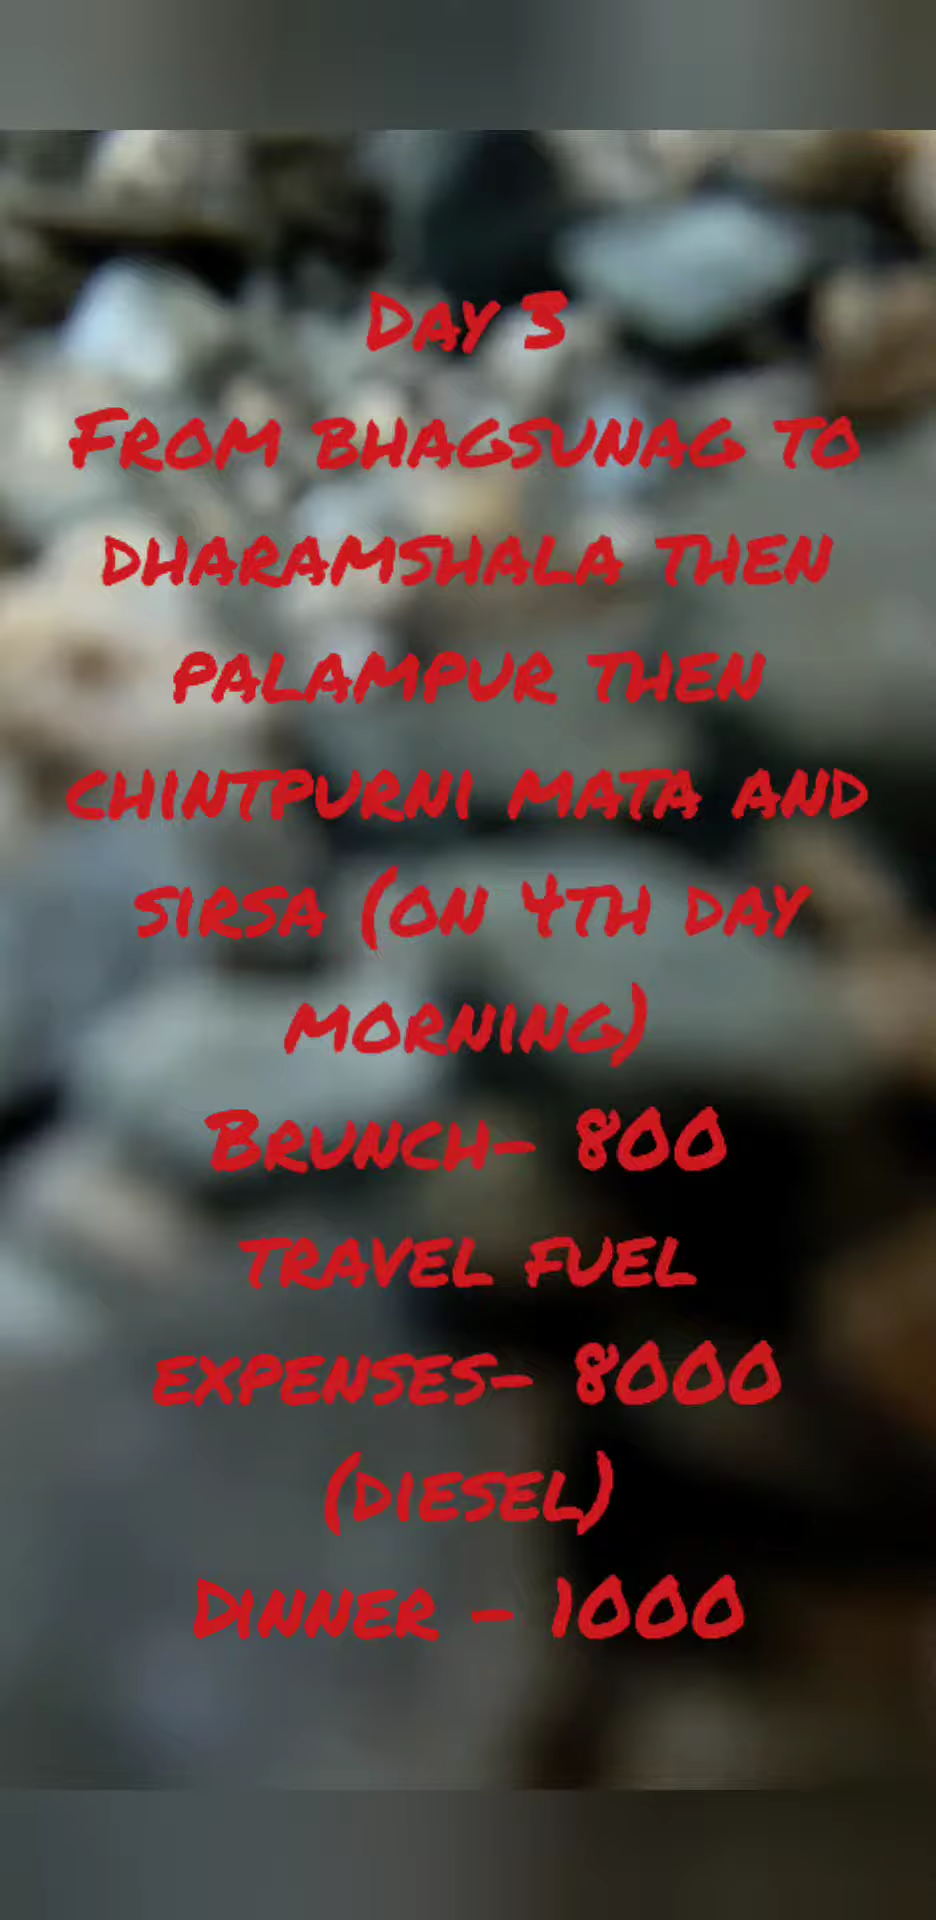 Day 3
From bhagsunag to
dharamshala then
palampur then
chintpurni mata and
sirsa (on 4th day
morning)
Brunch- 800
travel fuel
expenses- 8000
(diesel)
Dinner - 1000